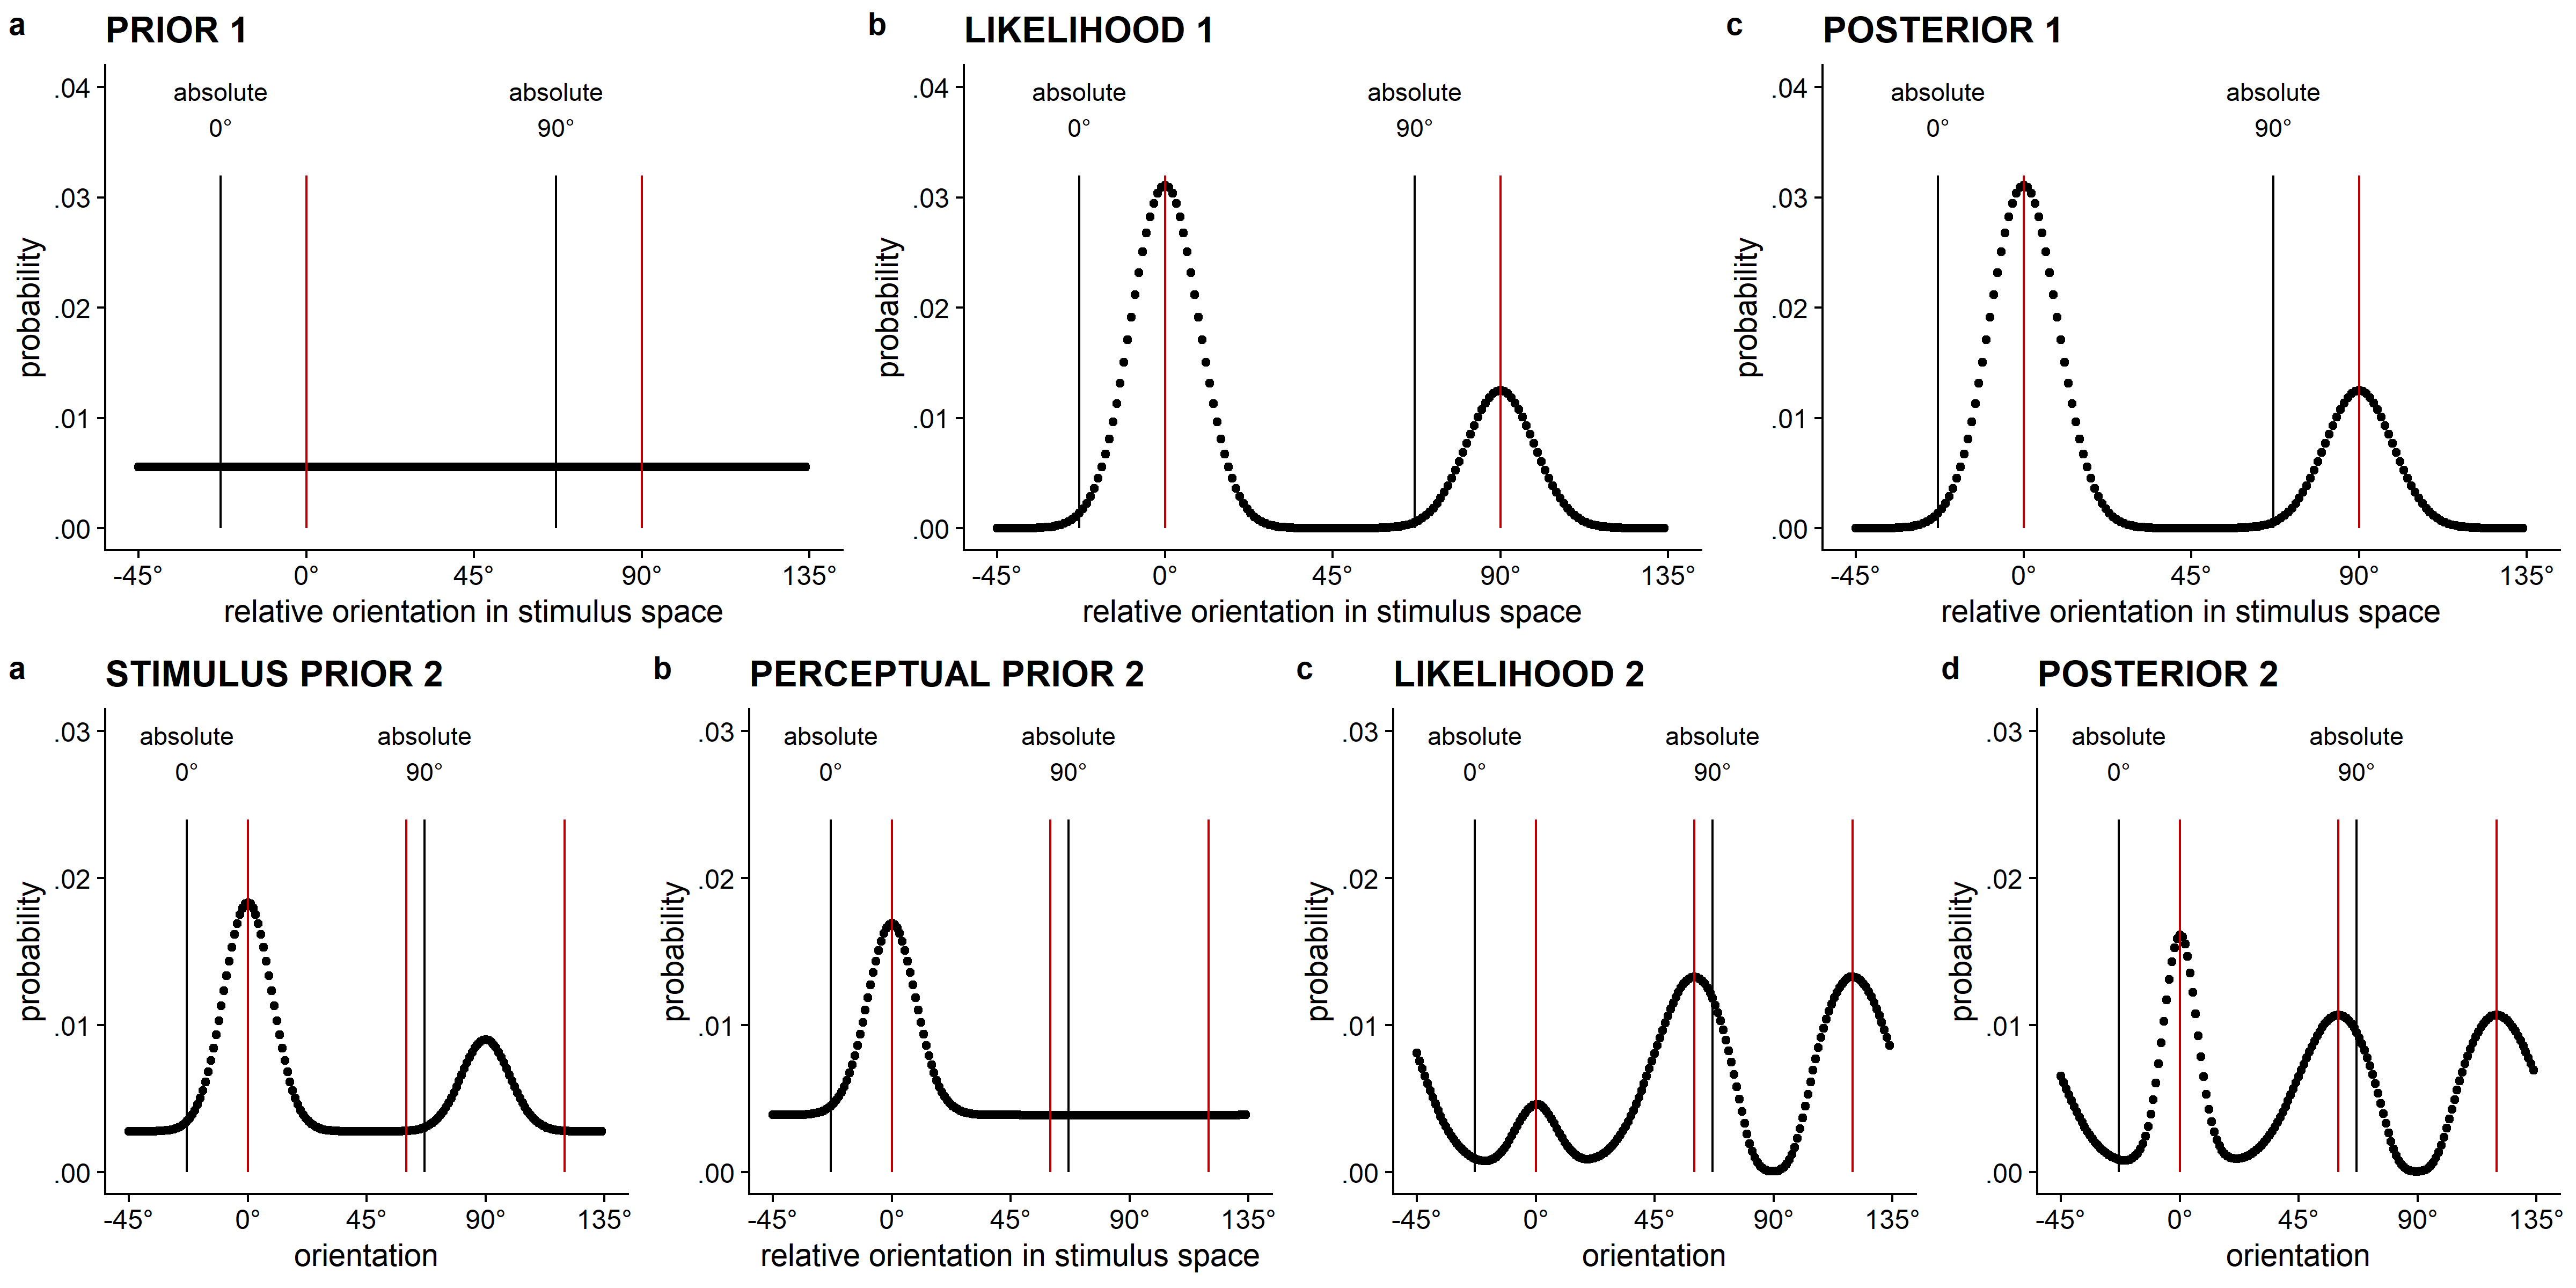 a PRIOR 1
.04
.03
.02
.01
.00
absolute
0°
absolute
90°
probability
-45° 0° 45° 90° 135°
relative orientation in stimulus space
b LIKELIHOOD 1
.04
.03
.02
.01
.00
absolute
0°
absolute
90°
probability
-45° 0° 45° 90° 135°
relative orientation in stimulus space
c POSTERIOR 1
.04
.03
.02
.01
.00
absolute
0°
absolute
90°
probability
-45° 0° 45° 90° 135°
relative orientation in stimulus space
a STIMULUS PRIOR 2
.03
.02
.01
.00
absolute
0°
absolute
90°
probability
-45° 0° 45° 90° 135°
orientation
b PERCEPTUAL PRIOR 2
.03
.02
.01
.00
absolute
0°
absolute
90°
probability
-45° 0° 45° 90° 135°
relative orientation in stimulus space
c LIKELIHOOD 2
.03
.02
.01
.00
absolute
0°
absolute
90°
probability
-45° 0° 45° 90° 135°
orientation
d POSTERIOR 2
.03
.02
.01
.00
absolute
0°
absolute
90°
probability
-45° 0° 45° 90° 135°
orientation